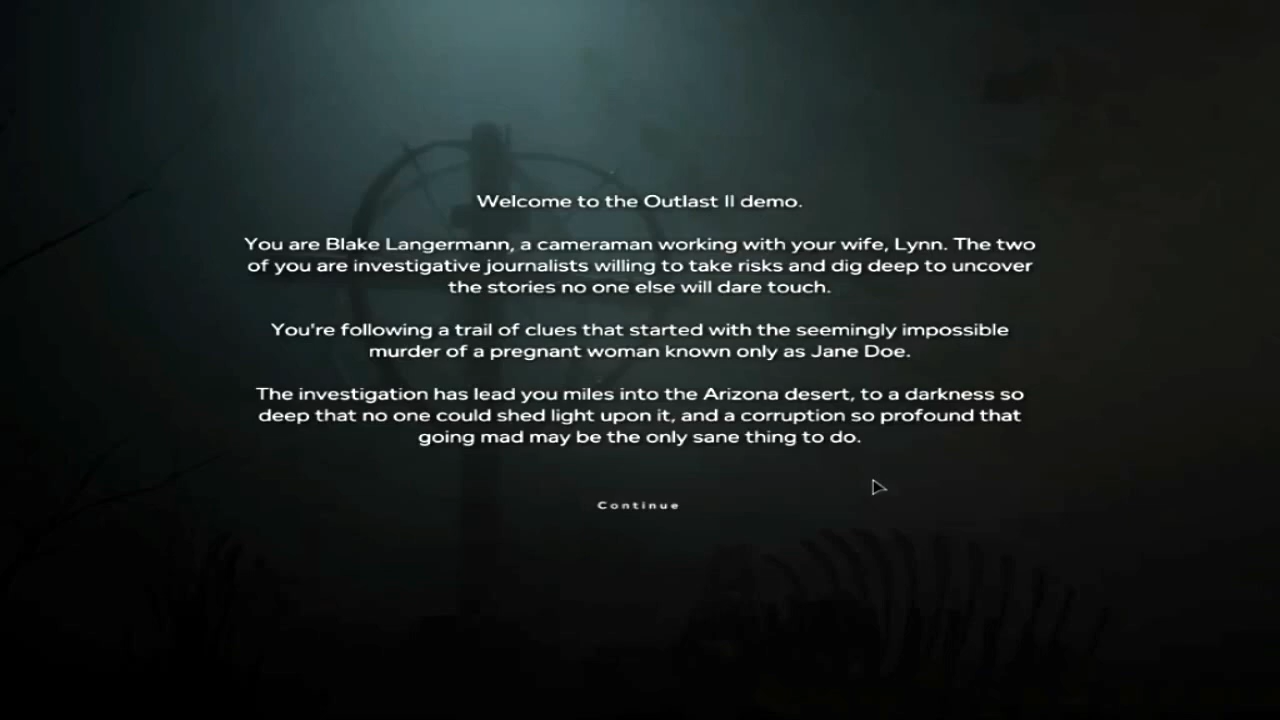 Welcome to the Outlast II demo.
You are Blake Langermann, a cameraman working with your wife, Lynn. The two
of you are investigative journalists willing to take risks and dig deep to uncover
the stories no one else will dare touch.
You're following a trail of clues that started with the seemingly impossible
murder of a pregnant woman known only as Jane Doe.
The investigation has lead you miles into the Arizona desert, to a darkness so
deep that no one could shed light upon it, and a corruption so profound that
going mad may be the only sane thing to do.
Continue